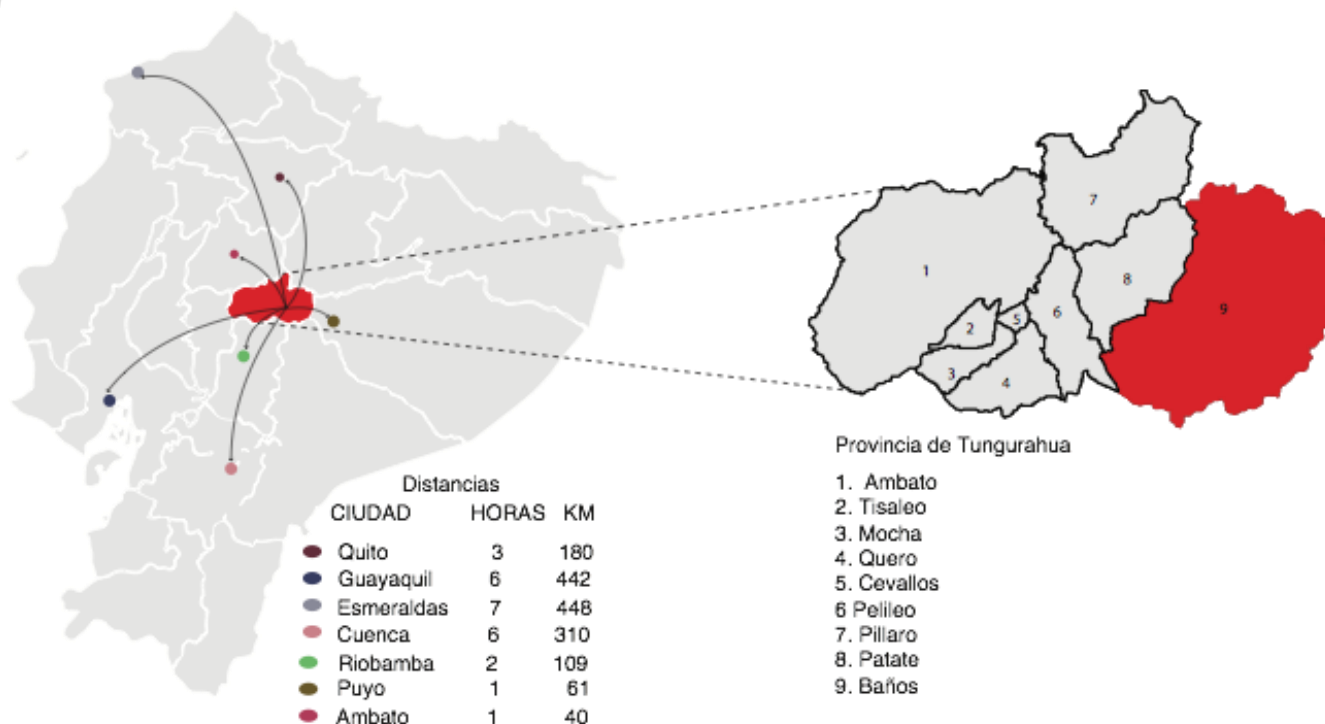 1
2
3
4
5
6
7
8
9
Distancias
CIUDAD HORAS KM
Quito 3 180
Guayaquil 6 442
Esmeraldas 7 448
Cuenca 6 310
Riobamba 2 109
Puyo 1 61
Ambato 1 40
Provincia de Tungurahua
1. Ambato
2. Tisaleo
3. Mocha
4. Quero
5. Cevallos
6 Pelileo
7. Pillaro
8. Patate
9. Baños